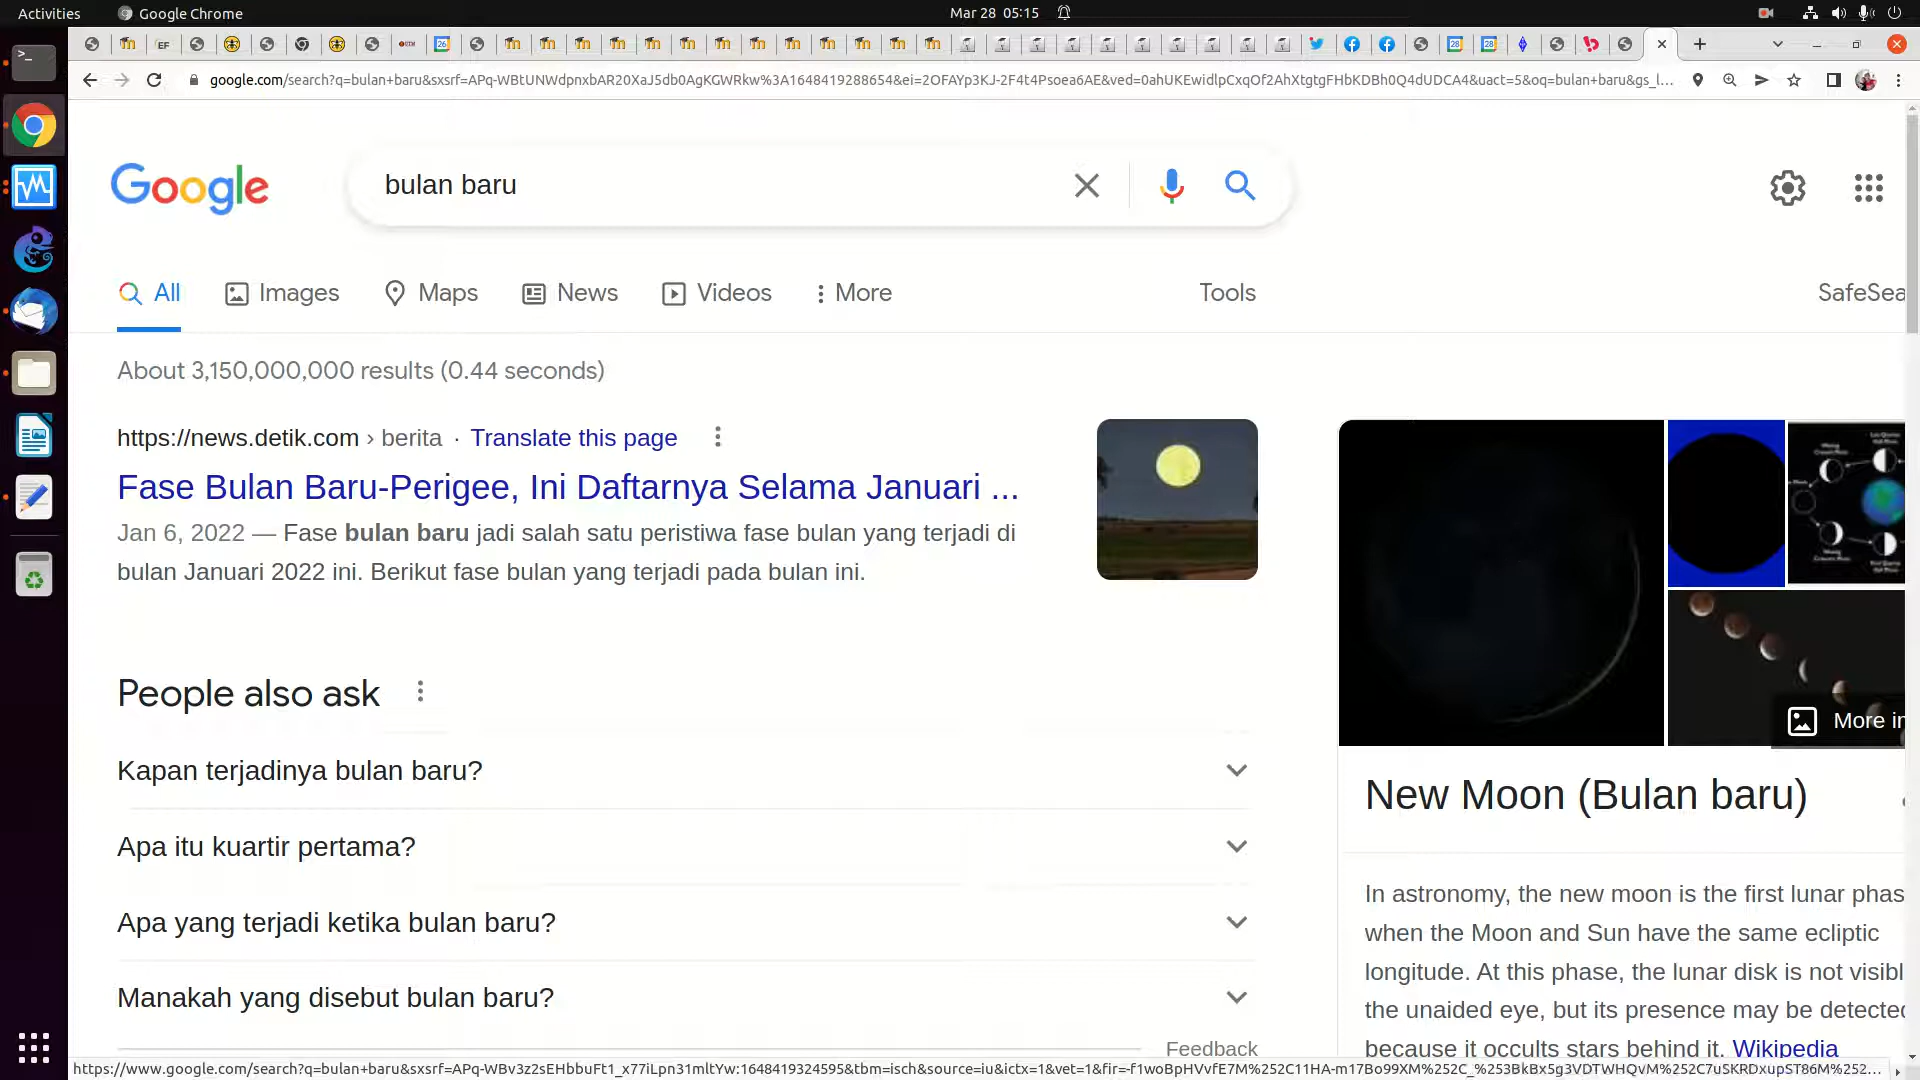 Activities
Google Chrome
Mar 28 05:15
google.com/search?q=bulan+baru&sxsrf=APq-WBtUNWdpnxbAR20XaJ5db0AgKGWRkw%3A1648419288654&ei=2OFAYp3KJ-2F4t4Psoea6AE&ved=0ahUKEwidlpCxqOf2AhXtgtgFHbKDBh0Q4dUDCA4&uact=5&oq=bulan+baru&gs_l...
Google
bulan baru
All
Images
Maps
News
Videos
More
Tools
SafeSea
About 3,150,000,000 results (0.44 seconds)
https://news.detik.com › berita · Translate this page
Fase Bulan Baru-Perigee, Ini Daftarnya Selama Januari ...
Jan 6, 2022 — Fase bulan baru jadi salah satu peristiwa fase bulan yang terjadi di
bulan Januari 2022 ini. Berikut fase bulan yang terjadi pada bulan ini.
People also ask
Kapan terjadinya bulan baru?
Apa itu kuartir pertama?
Apa yang terjadi ketika bulan baru?
Manakah yang disebut bulan baru?
Feedback
More in
New Moon (Bulan baru)
In astronomy, the new moon is the first lunar phas
when the Moon and Sun have the same ecliptic
longitude. At this phase, the lunar disk is not visibl
the unaided eye, but its presence may be detected
because it occults stars behind it. Wikipedia
https://www.google.com/search?q=bulan+baru&sxsrf=APq-WBv3z2sEHbbuFt1_x77iLpn31mltYw:1648419324595&tbm=isch&source=iu&ictx=1&vet=1&fir=-f1woBpHVvfE7M%252C11HA-m17Bo99XM%252C_%253BkBx5g3VDTWHQvM%252C7uSKRDxupST86M%252...